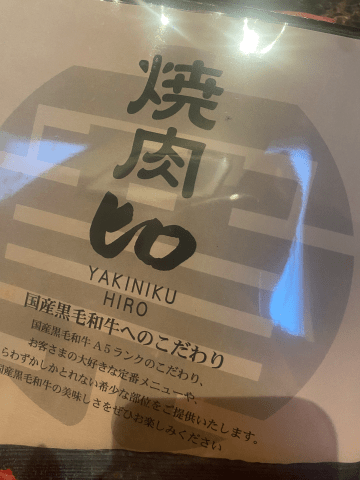 焼肉
ヒロ
YAKINIKU
HIRO
国産黒毛和牛へのこだわり
国産黒毛和牛A5ランクのこだわり、
お客さまの大好きな定番メニューや、
らわずかしかとれない希少な部位をご提供いたします。
国産黒毛和牛の美味しさをぜひお楽しみください